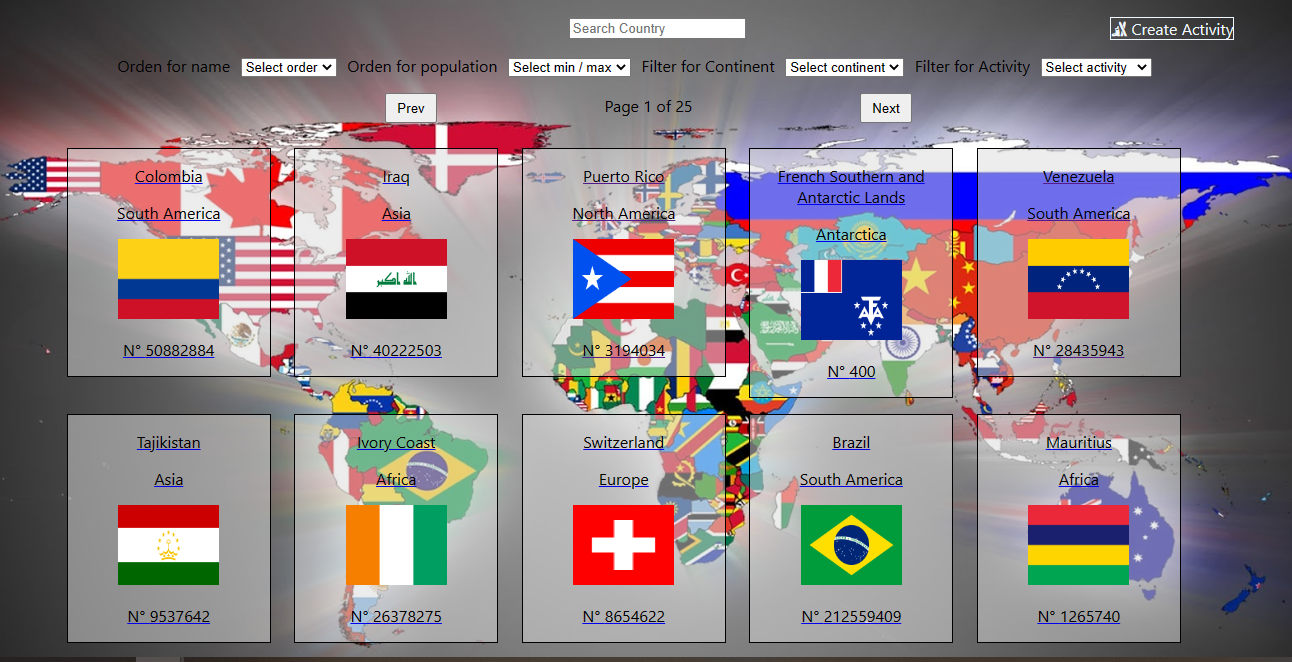 Search Country
Create Activity
Orden for name Select order Orden for population Select min / max Filter for Continent Select continent Filter for Activity Select activity
Prev Page 1 of 25 Next
Colombia
South America
N° 50882884
Iraq
Asia
الله اكبر
N° 40222503
Puerto Rico
North America
N° 3194034
French Southern and
Antarctic Lands
Antarctica
N° 400
Venezuela
South America
N° 28435943
Tajikistan
Asia
N° 9537642
Ivory Coast
Africa
N° 26378275
Switzerland
Europe
N° 8654622
Brazil
South America
N° 212559409
Mauritius
Africa
N° 1265740